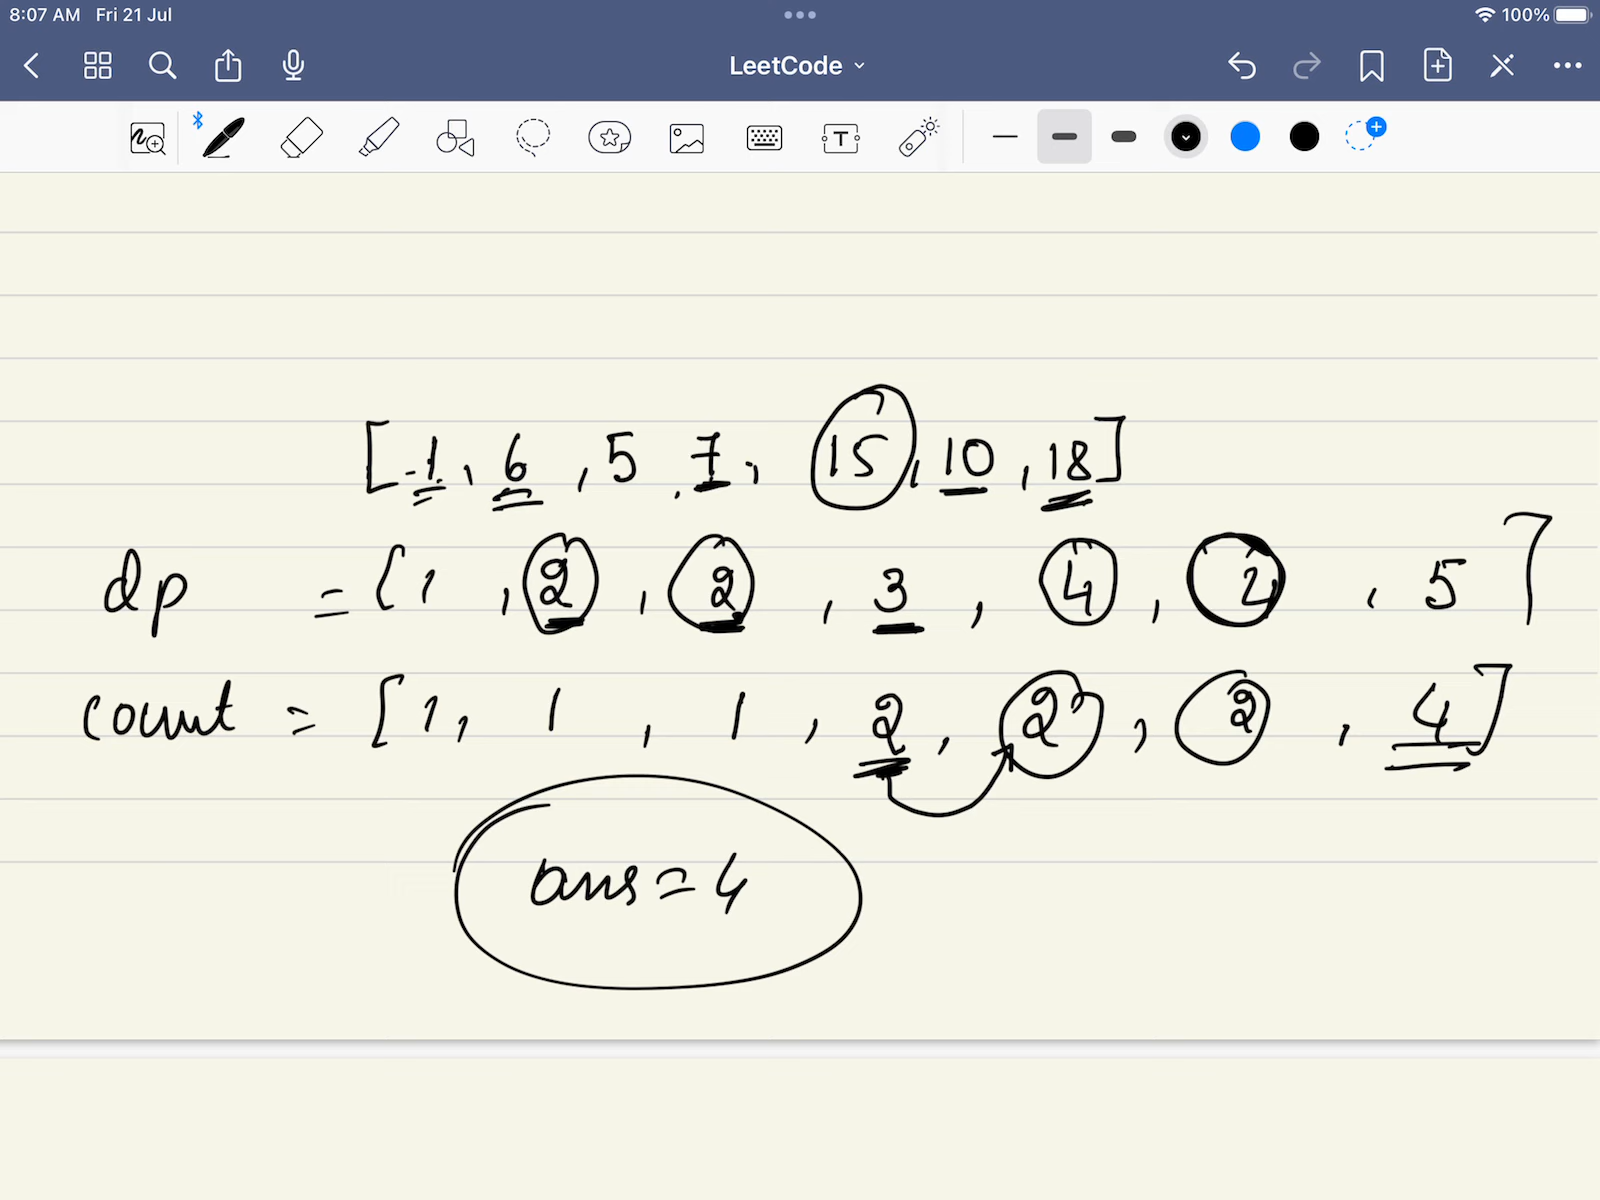 8:07 AM Fri 21 Jul 100%
LeetCode
T
[-1, 6, 5, 7, 15, 10, 18]
dp = [1, 2, 2, 3, 4, 4, 5]
count = [1, 1, 1, 2, 2, 2, 4]
ans = 4